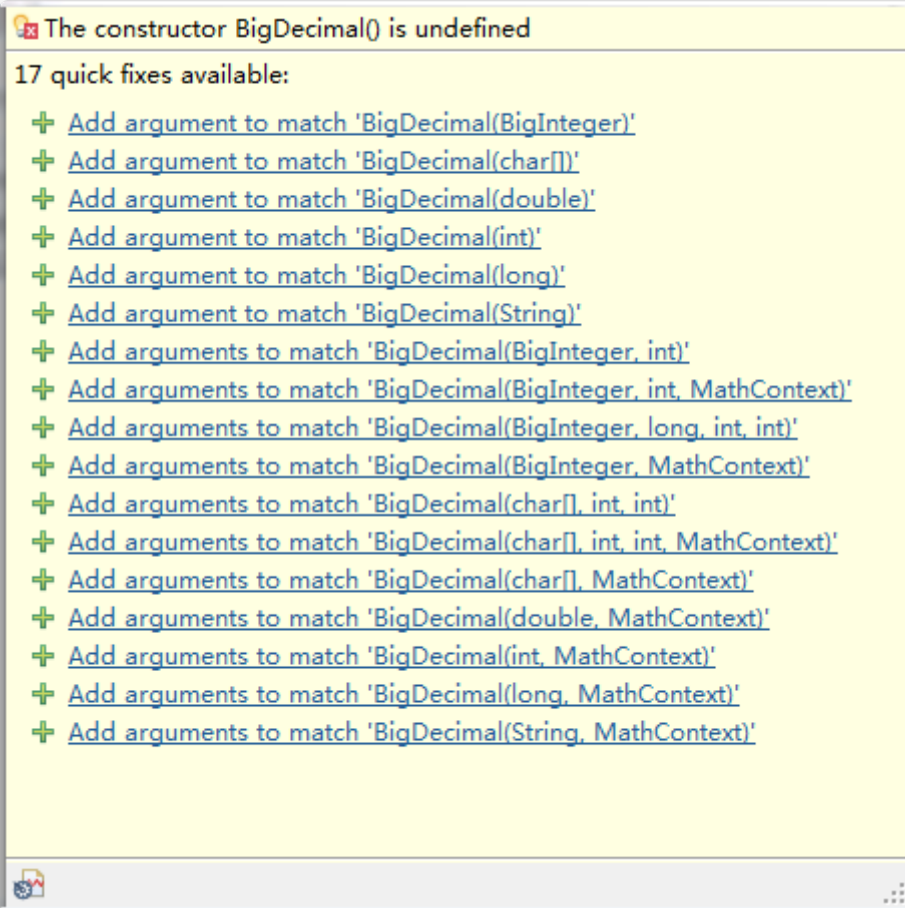 The constructor BigDecimal() is undefined
17 quick fixes available:
Add argument to match 'BigDecimal(BigInteger)'
Add argument to match 'BigDecimal(char[])'
Add argument to match 'BigDecimal(double)'
Add argument to match 'BigDecimal(int)'
Add argument to match 'BigDecimal(long)'
Add argument to match 'BigDecimal(String)'
Add arguments to match 'BigDecimal(BigInteger, int)'
Add arguments to match 'BigDecimal(BigInteger, int, MathContext)'
Add arguments to match 'BigDecimal(BigInteger, long, int, int)'
Add arguments to match 'BigDecimal(BigInteger, MathContext)'
Add arguments to match 'BigDecimal(char[], int, int)'
Add arguments to match 'BigDecimal(char[], int, int, MathContext)'
Add arguments to match 'BigDecimal(char[], MathContext)'
Add arguments to match 'BigDecimal(double, MathContext)'
Add arguments to match 'BigDecimal(int, MathContext)'
Add arguments to match 'BigDecimal(long, MathContext)'
Add arguments to match 'BigDecimal(String, MathContext)'